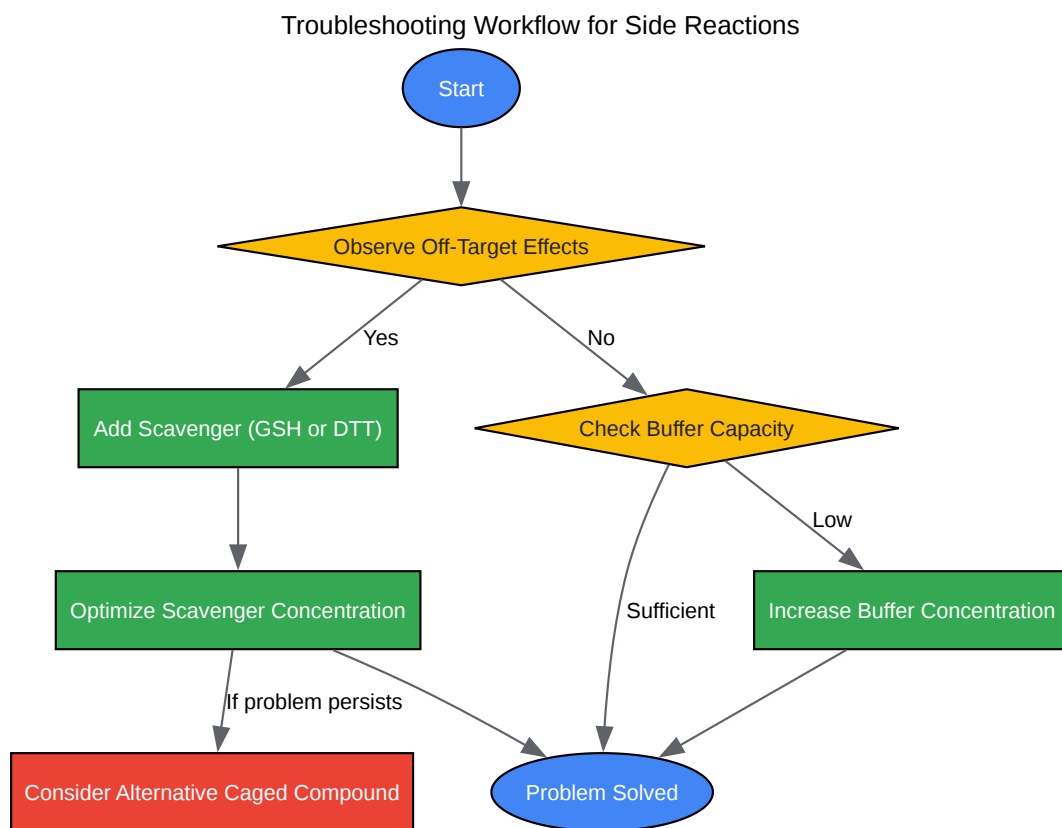 Troubleshooting Workflow for Side Reactions
Start
Observe Off-Target Effects
Yes
No
Add Scavenger (GSH or DTT)
Check Buffer Capacity
Low
Optimize Scavenger Concentration
Sufficient
Increase Buffer Concentration
If problem persists
Consider Alternative Caged Compound
Problem Solved